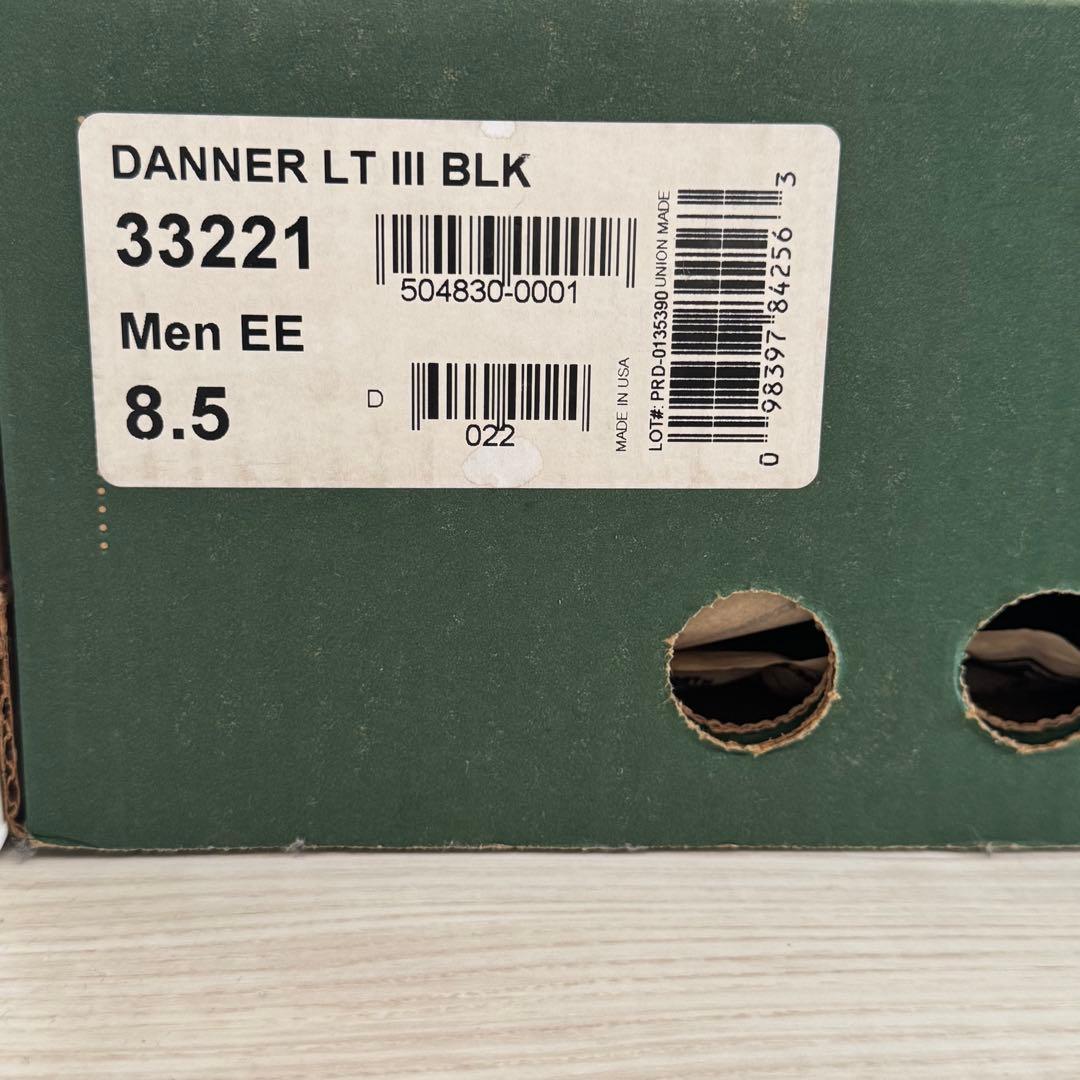 DANNER LT III BLK
33221
504830-0001
Men EE
8.5
D
022
MADE IN USA
LOT#: PRD-0135390 UNION MADE
0 98397 84256 3